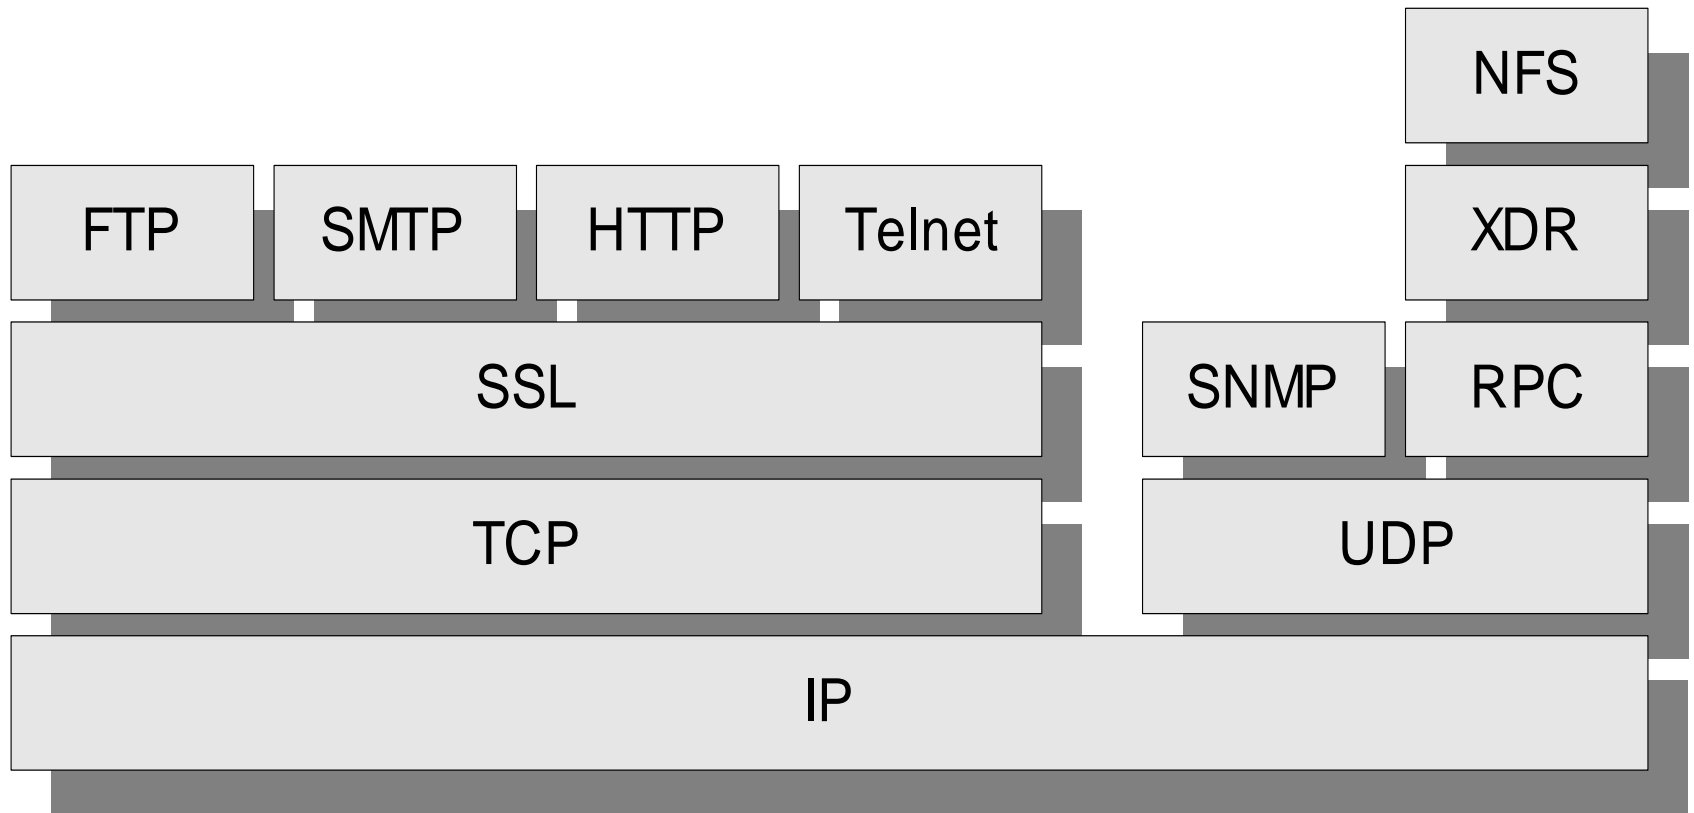 NFS
FTP SMTP HTTP Telnet XDR
SSL SNMP RPC
TCP UDP
IP